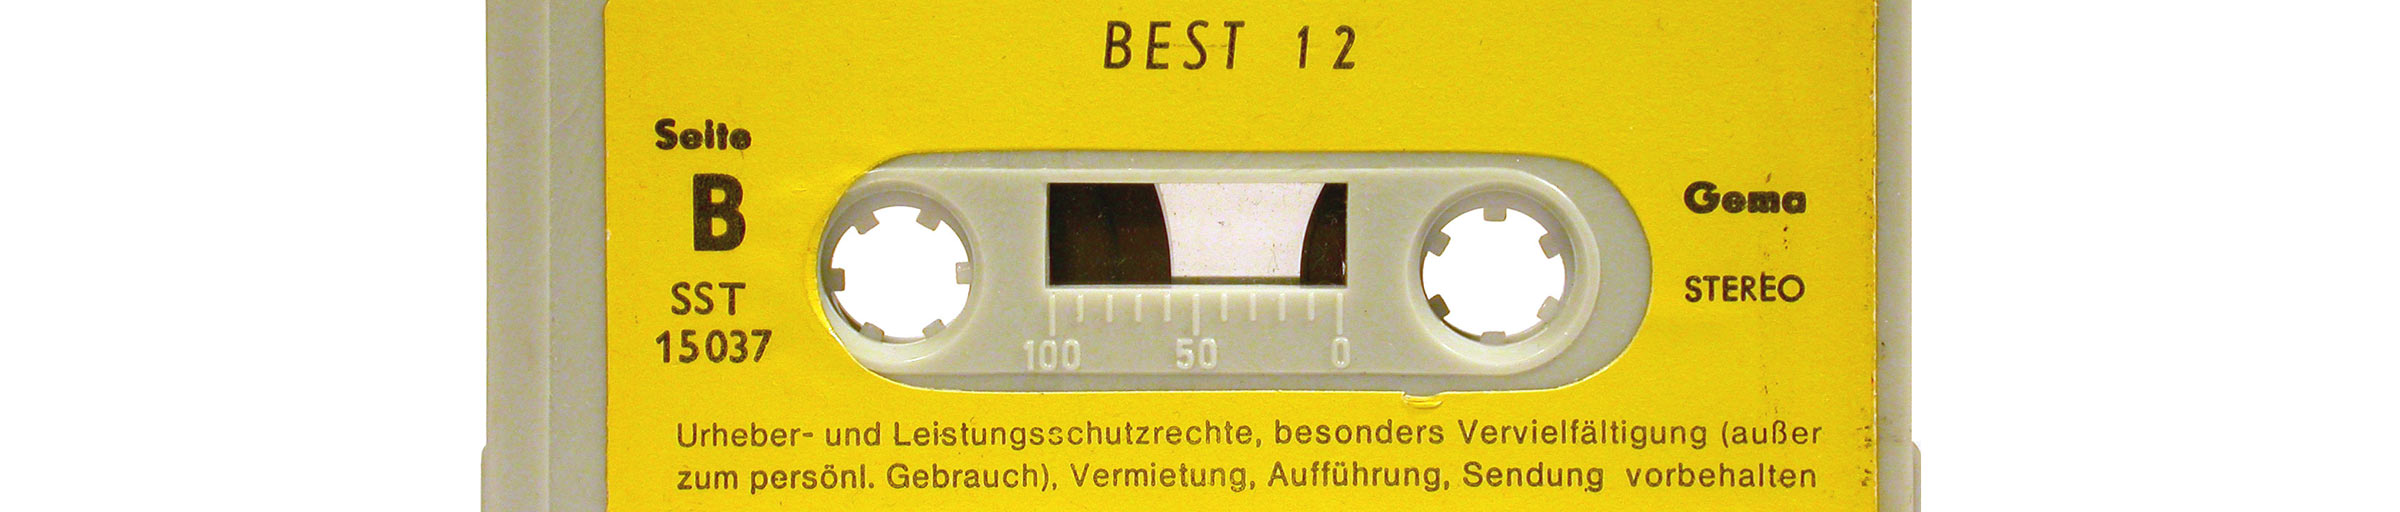 BEST 12
Seite
B
SST
15037
Gema
STEREO
100 50 0
Urheber- und Leistungsschutzrechte, besonders Vervielfältigung (außer
zum persönl. Gebrauch), Vermietung, Aufführung, Sendung vorbehalten